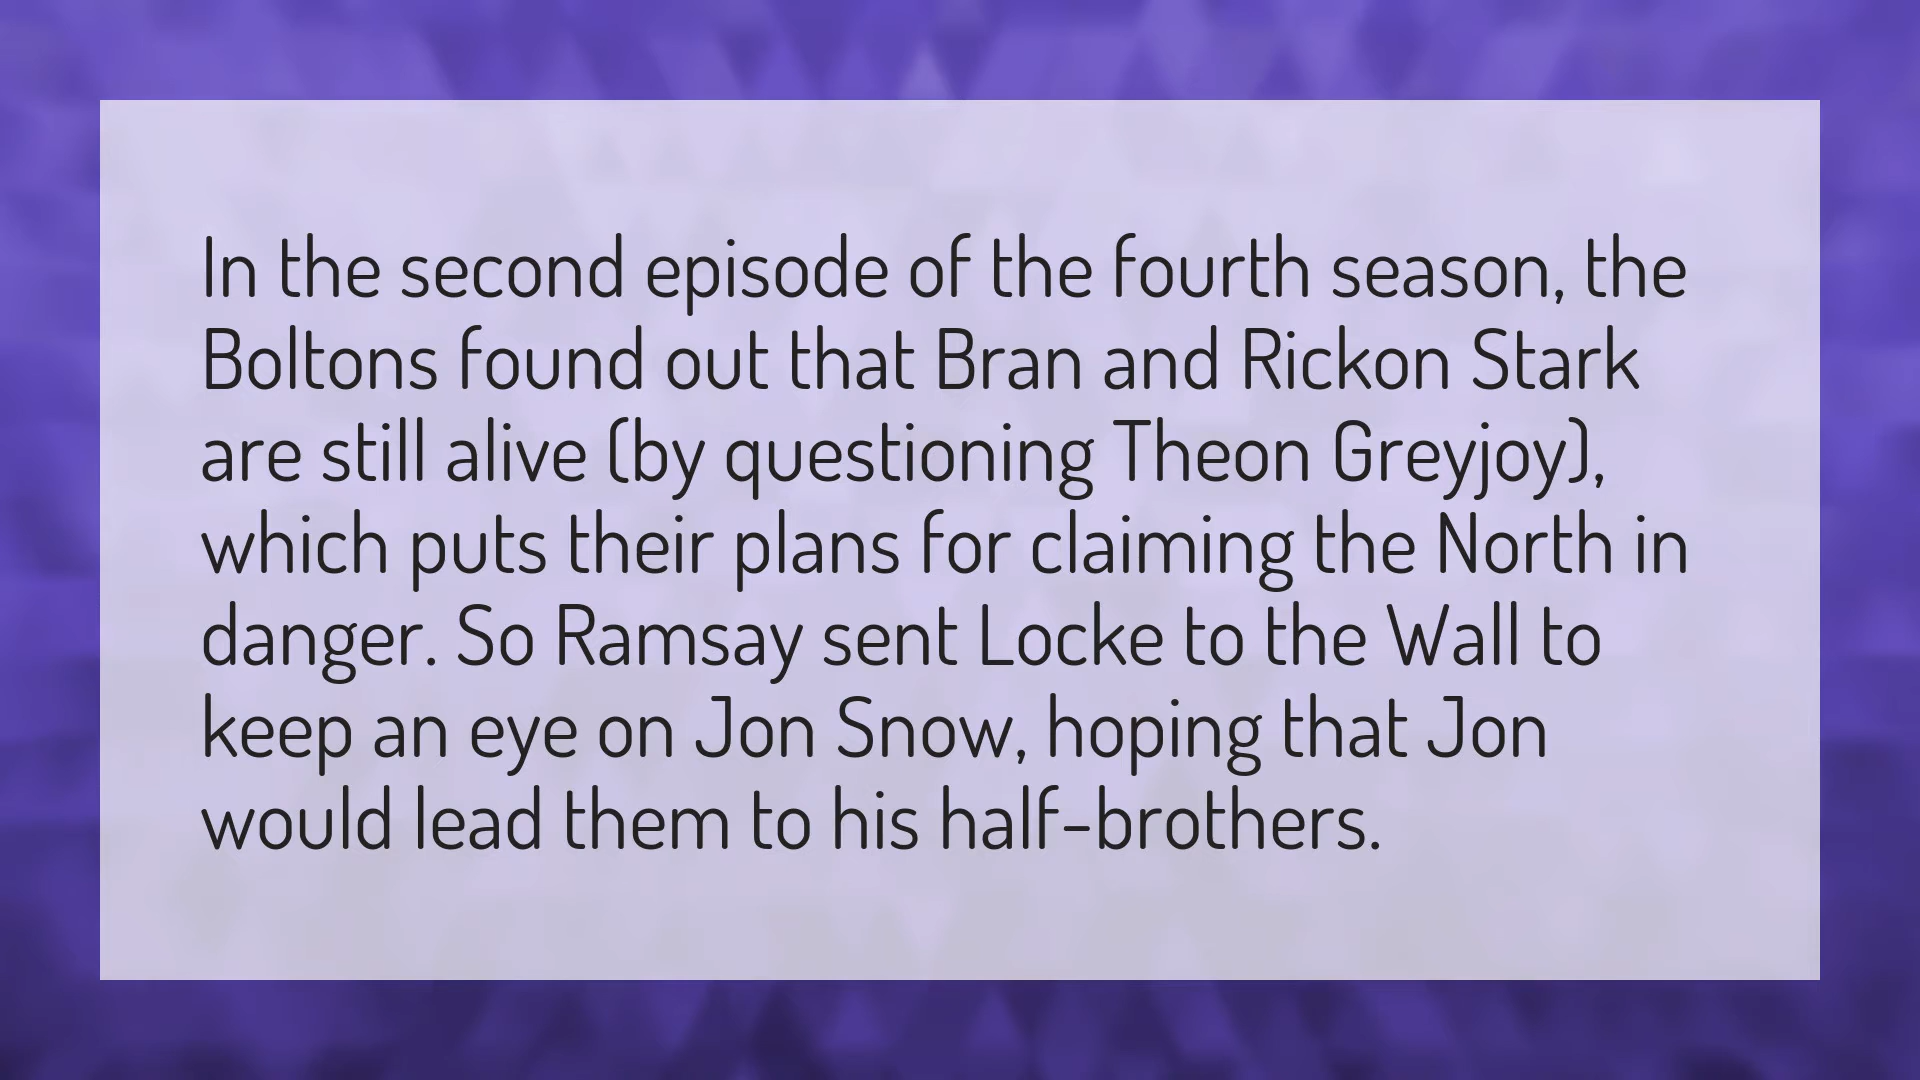 In the second episode of the fourth season, the
Boltons found out that Bran and Rickon Stark
are still alive (by questioning Theon Greyjoy),
which puts their plans for claiming the North in
danger. So Ramsay sent Locke to the Wall to
keep an eye on Jon Snow, hoping that Jon
would lead them to his half-brothers.